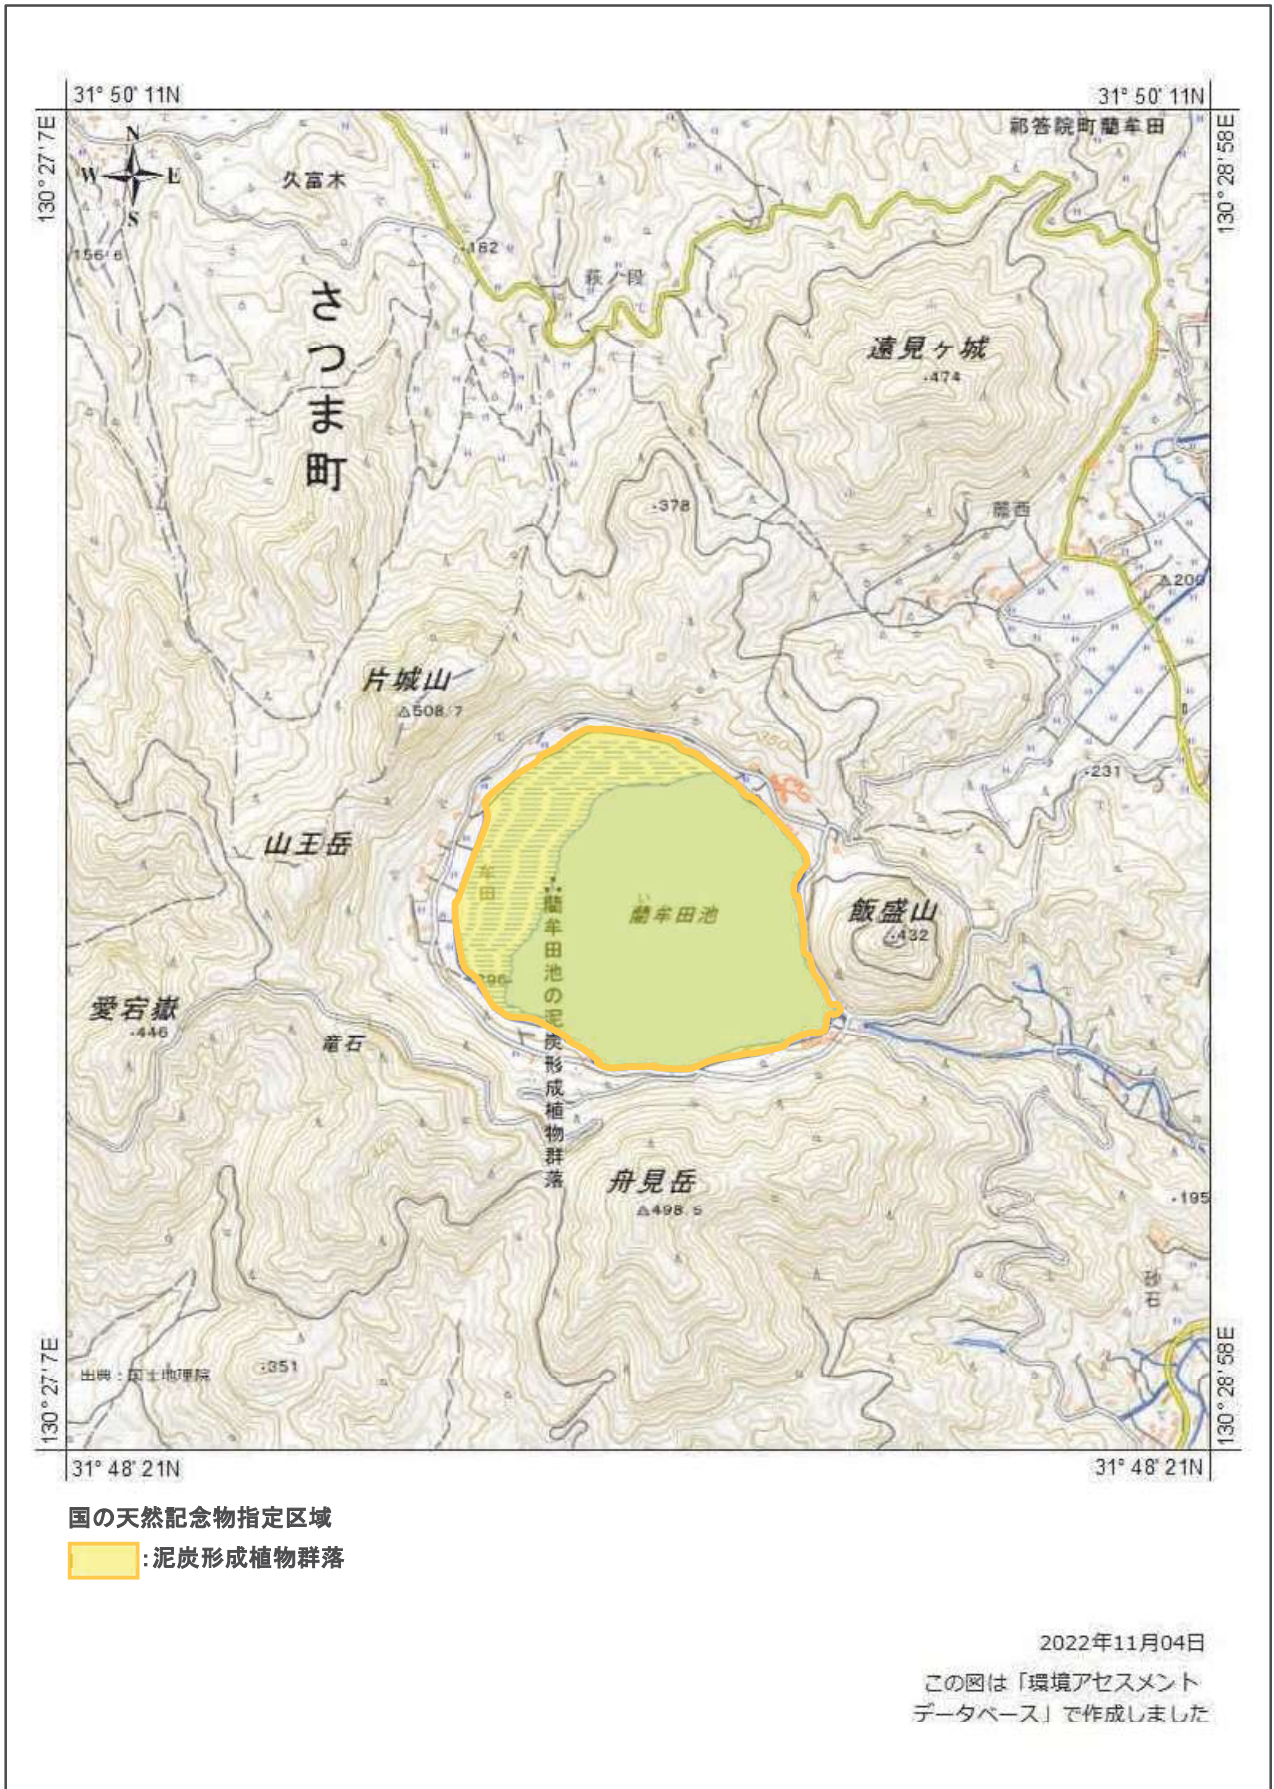 31° 50' 11N
31° 50' 11N
130° 27' 7E
130° 28' 58E
N
W
E
S
祁答院町藺牟田
久富木
156.6
182
萩ノ段
さつま町
遠見ヶ城
474
378
藺西
200
片城山
508.7
350
231
山王岳
牟田
い
藺牟田池
飯盛山
432
藺牟田池の泥炭形成植物群落
愛宕嶽
446
竜石
舟見岳
498.5
195
砂石
351
出典:国土地理院
130° 27' 7E
130° 28' 58E
31° 48' 21N
31° 48' 21N
国の天然記念物指定区域
:泥炭形成植物群落
2022年11月04日
この図は「環境アセスメント
データベース」で作成しました